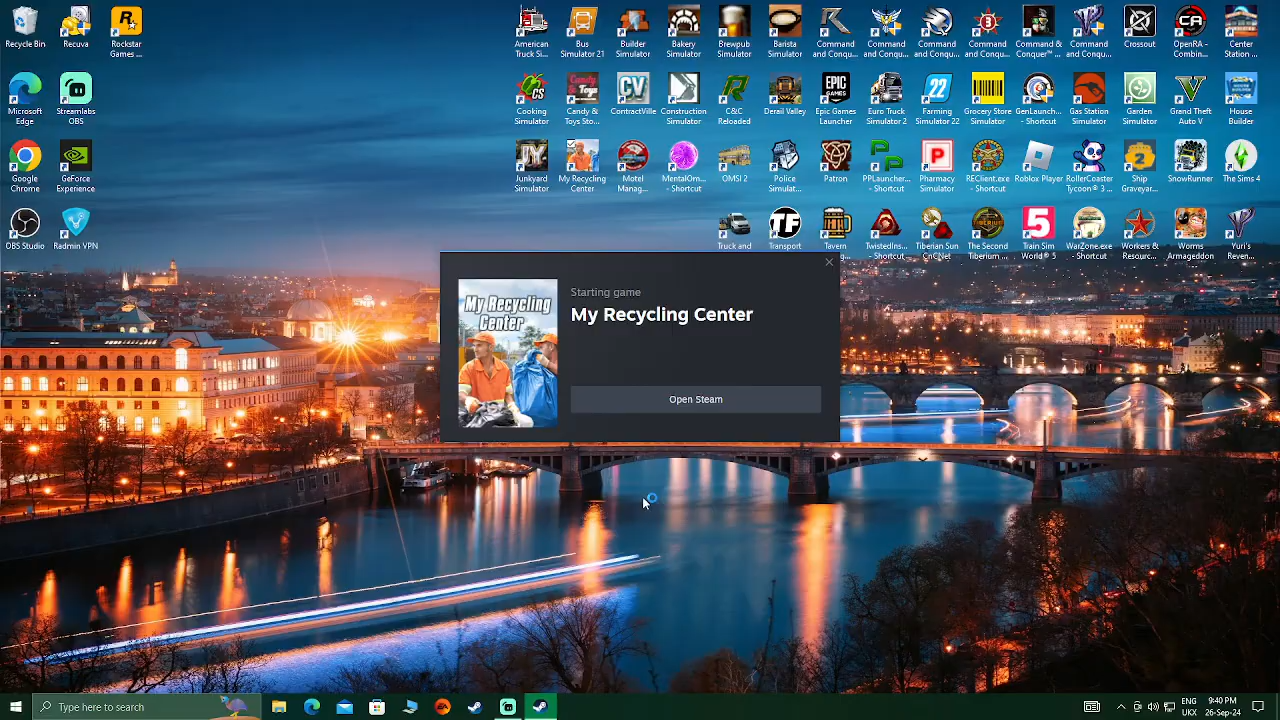 Recycle Bin
Recuva
Rockstar
Games ...
American
Truck Si...
Bus
Simulator 21
Builder
Simulator
Bakery
Simulator
Brewpub
Simulator
Barista
Simulator
Command
and Conqu...
Command
and Conqu...
Command
and Conqu...
Command
and Conqu...
Command &
Conquer™ ...
Command
and Conqu...
Crossout
OpenRA -
Combin...
Center
Station ...
Microsoft
Edge
Streamlabs
OBS
Cooking
Simulator
Candy &
Toys Sto...
ContractVille
Construction
Simulator
C&C
Reloaded
Derail Valley
Epic Games
Launcher
Euro Truck
Simulator 2
Farming
Simulator 22
Grocery Store
Simulator
GenLaunch...
- Shortcut
Gas Station
Simulator
Garden
Simulator
Grand Theft
Auto V
House
Builder
Google
Chrome
GeForce
Experience
Junkyard
Simulator
My Recycling
Center
Motel
Manag...
MentalOm...
- Shortcut
OMSI 2
Police
Simulat...
Patron
PPLauncher...
- Shortcut
Pharmacy
Simulator
REClient.exe
- Shortcut
Roblox Player
RollerCoaster
Tycoon® 3 ...
Ship
Graveyar...
SnowRunner
The Sims 4
OBS Studio
Radmin VPN
Truck and
Transport
Tavern
TwistedIns...
- Shortcut
Tiberian Sun
CnCNet
The Second
Tiberium ...
Train Sim
World® 5
WarZone.exe
- Shortcut
Workers &
Resources
Worms
Armageddon
Yuri's
Reven...
My Recycling
Center
Starting game
My Recycling Center
Open Steam
Type here to search
ENG
UKX
9:40 PM
26-Sep-24